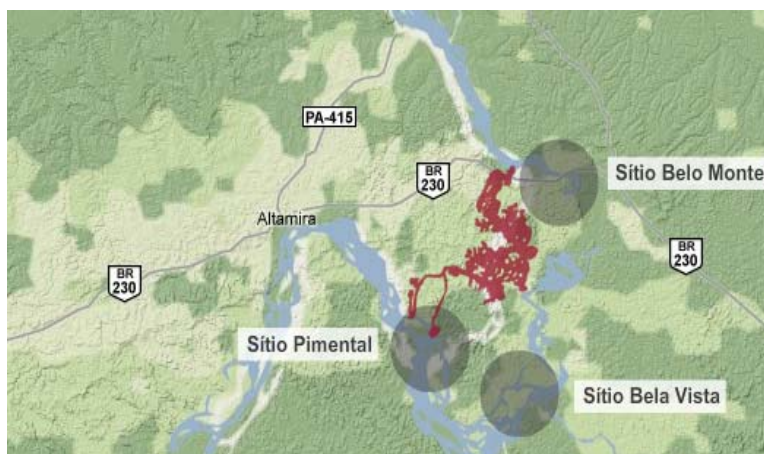 PA-415
BR
230
Sítio Belo Monte
Altamira
BR
230
BR
230
Sítio Pimental
Sítio Bela Vista